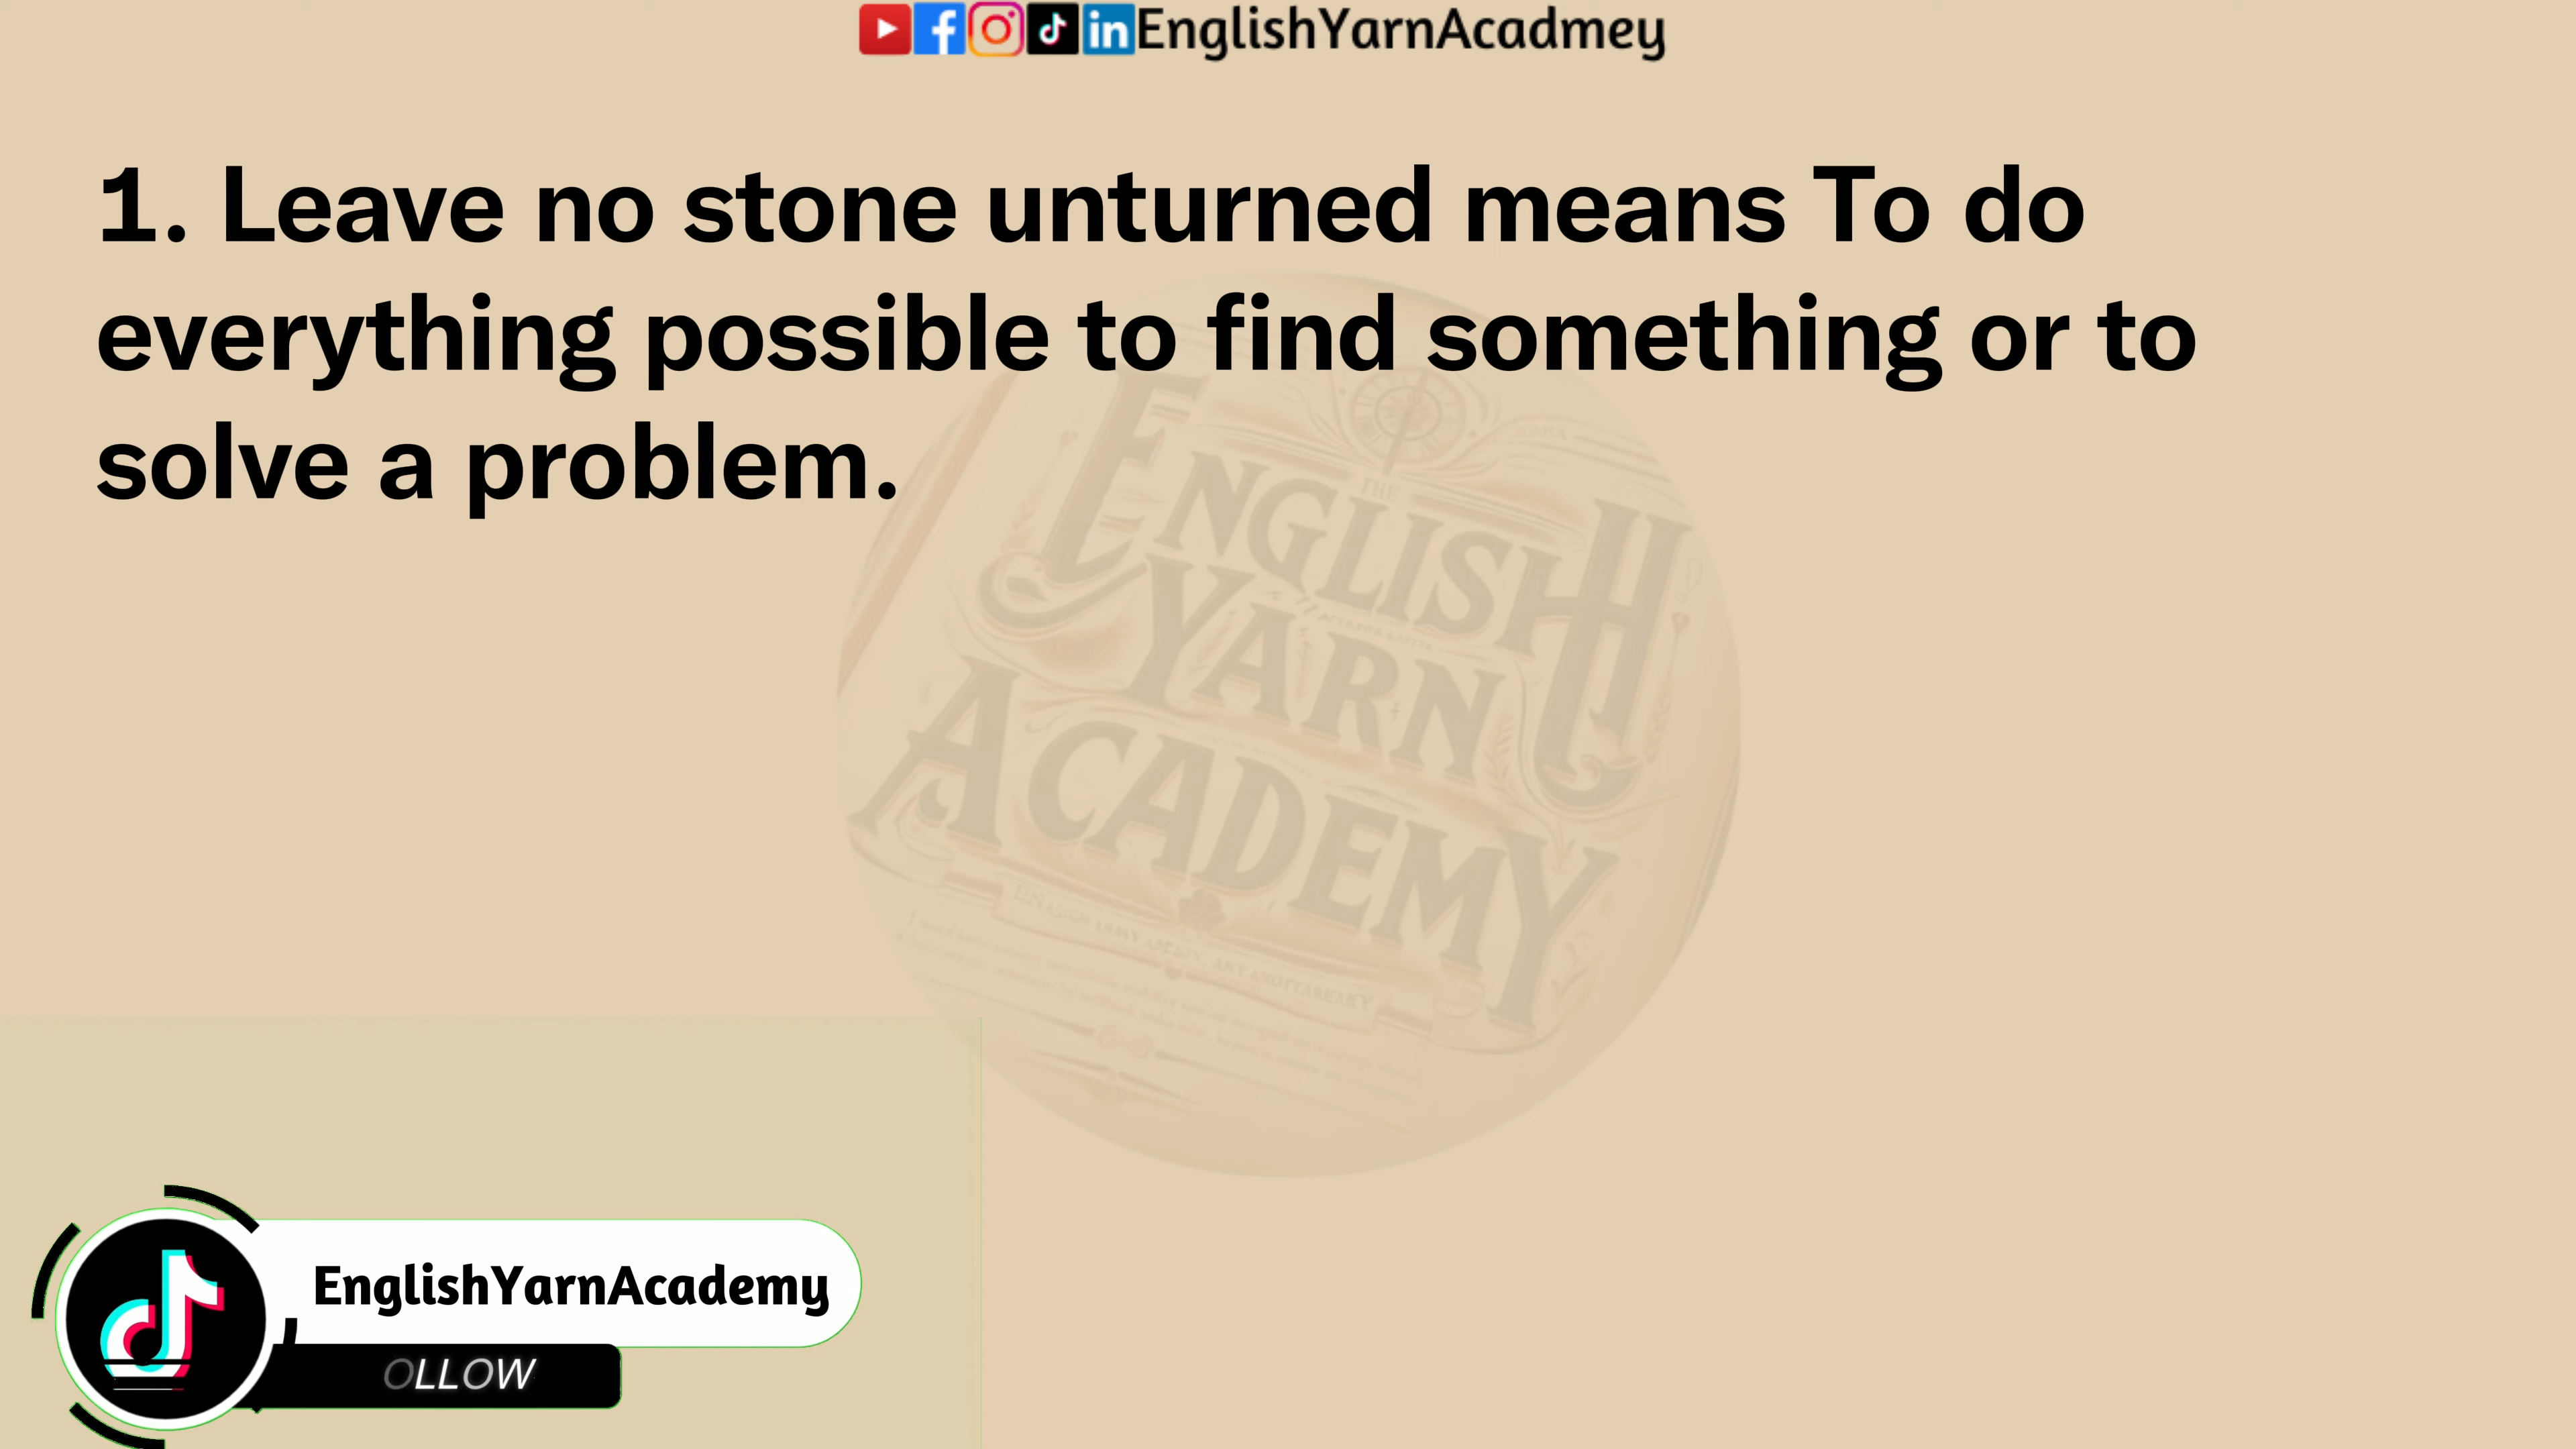 EnglishYarnAcadmey
1. Leave no stone unturned means To do
everything possible to find something or to
solve a problem.
THE
ENGLISH
YARN
ACADEMY
EnglishYarnAcademy
OLLOW